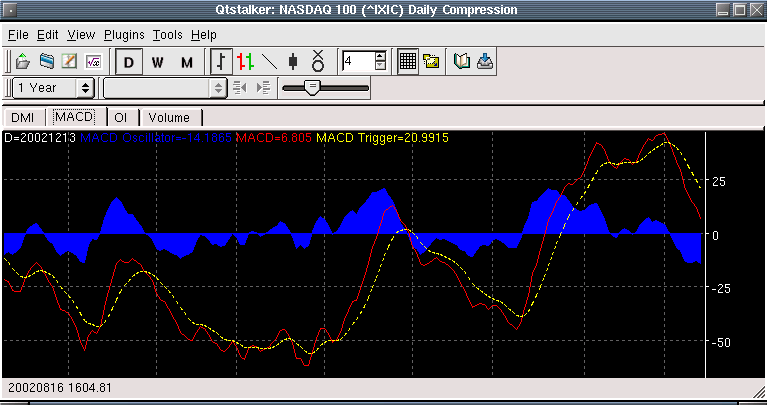 Qtstalker: NASDAQ 100 (^IXIC) Daily Compression
File Edit View Plugins Tools Help
D W M 4
1 Year
DMI MACD OI Volume
D=20021213 MACD Oscillator=-14.1865 MACD=6.805 MACD Trigger=20.9915
25
0
-25
-50
20020816 1604.81